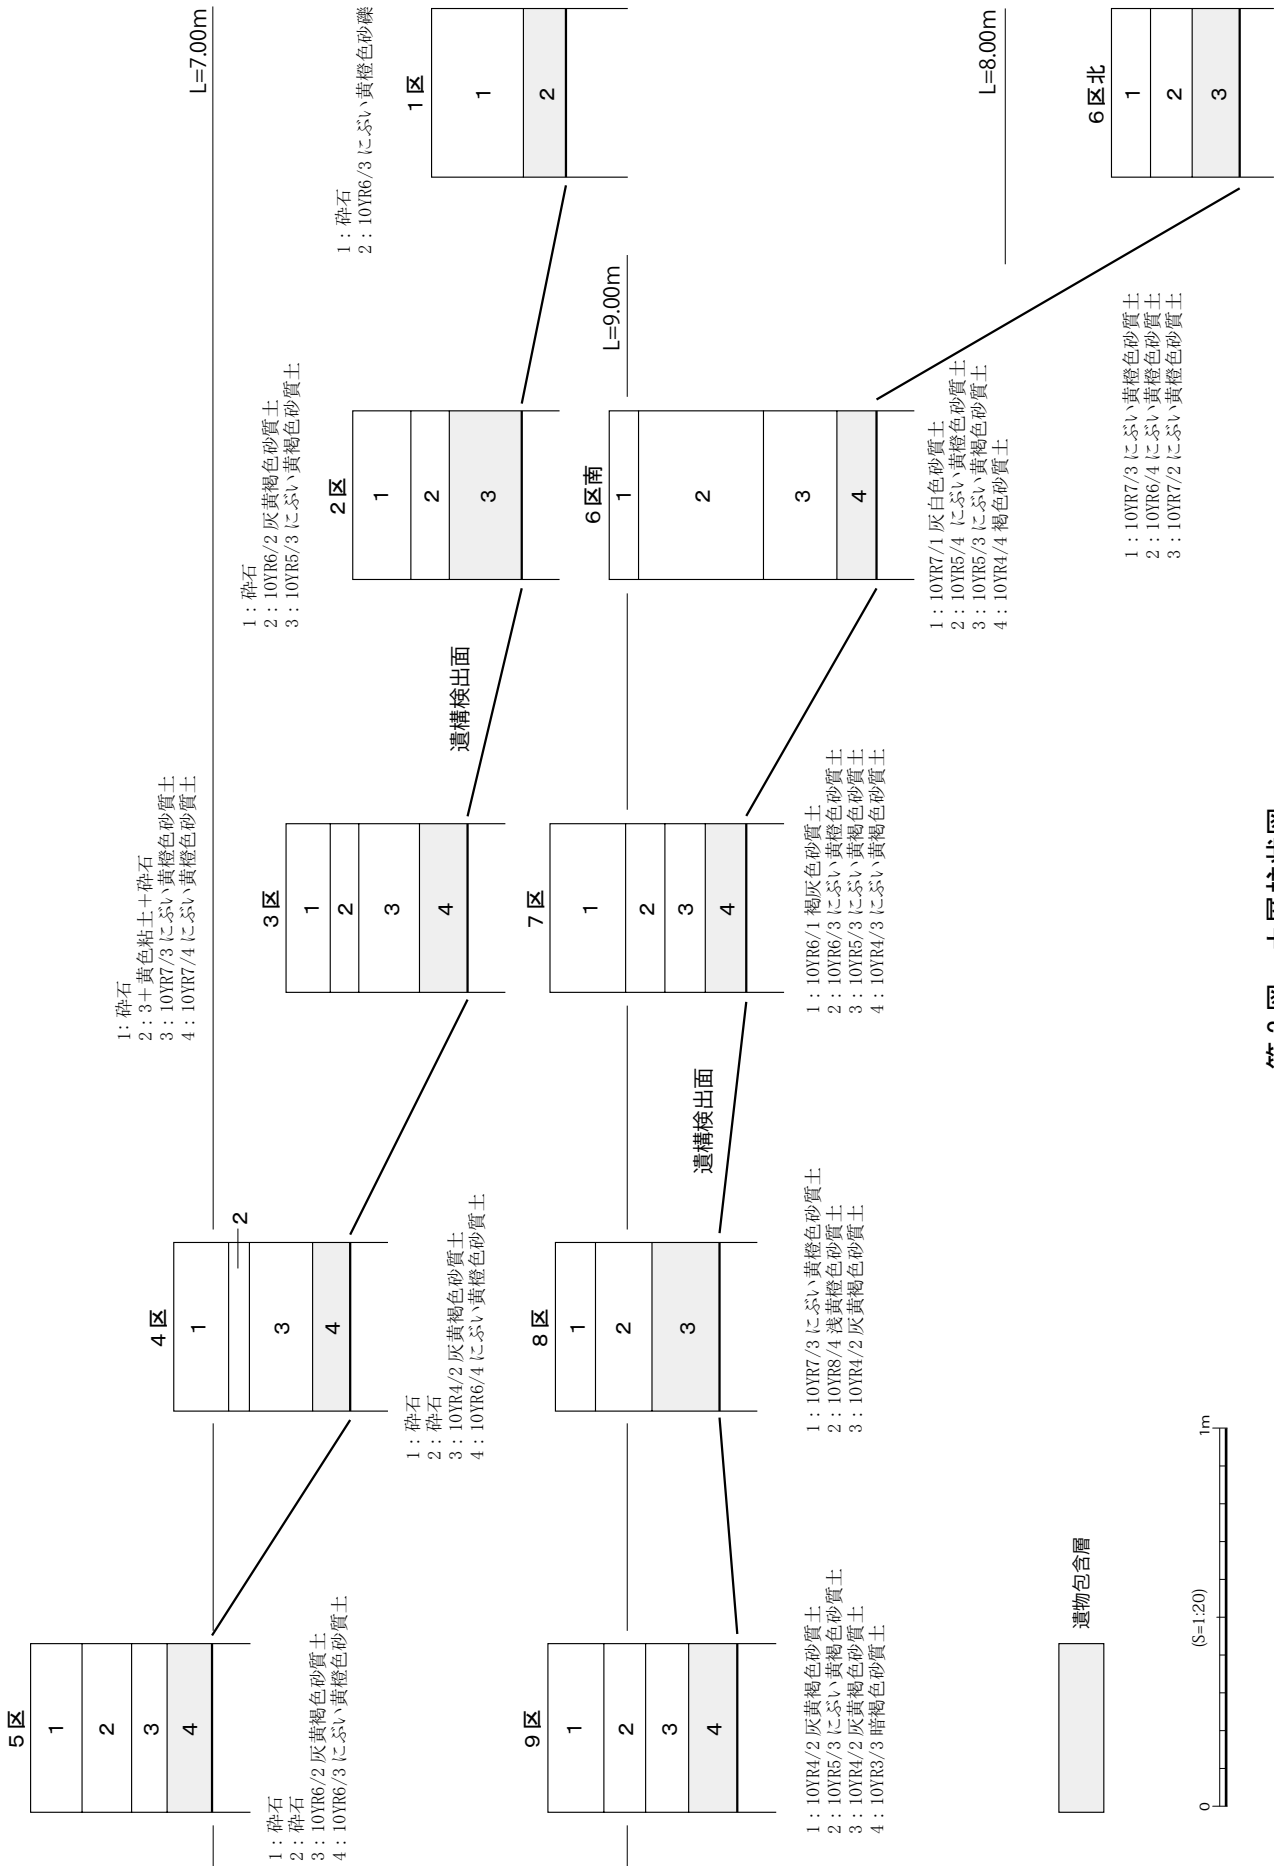 5区
1
2
3
4
1：砕石
2：砕石
3：10YR6/2 灰黄褐色砂質土
4：10YR6/3 にぶい黄橙色砂質土
4区
1
2
3
4
1：砕石
2：砕石
3：10YR4/2 灰黄褐色砂質土
4：10YR6/4 にぶい黄橙色砂質土
1：砕石
2：3＋黄色粘土＋砕石
3：10YR7/3 にぶい黄橙色砂質土
4：10YR7/4 にぶい黄橙色砂質土
3区
1
2
3
4
遺構検出面
1：砕石
2：10YR6/2 灰黄褐色砂質土
3：10YR5/3 にぶい黄褐色砂質土
2区
1
2
3
L=7.00m
1：砕石
2：10YR6/3 にぶい黄橙色砂礫
1区
1
2
9区
1
2
3
4
1：10YR4/2 灰黄褐色砂質土
2：10YR5/3 にぶい黄褐色砂質土
3：10YR4/2 灰黄褐色砂質土
4：10YR3/3 暗褐色砂質土
8区
1
2
3
1：10YR7/3 にぶい黄橙色砂質土
2：10YR8/4 浅黄橙色砂質土
3：10YR4/2 灰黄褐色砂質土
遺構検出面
7区
1
2
3
4
1：10YR6/1 褐灰色砂質土
2：10YR6/3 にぶい黄橙色砂質土
3：10YR5/3 にぶい黄褐色砂質土
4：10YR4/3 にぶい黄褐色砂質土
L=9.00m
6区南
1
2
3
4
1：10YR7/1 灰白色砂質土
2：10YR5/4 にぶい黄橙色砂質土
3：10YR5/3 にぶい黄褐色砂質土
4：10YR4/4 褐色砂質土
L=8.00m
6区北
1
2
3
1：10YR7/3 にぶい黄橙色砂質土
2：10YR6/4 にぶい黄橙色砂質土
3：10YR7/2 にぶい黄橙色砂質土
遺物包含層
0
(S=1:20)
1m